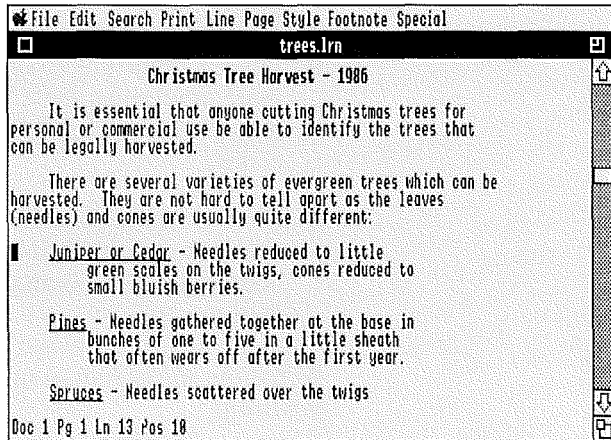 File Edit Search Print Line Page Style Footnote Special
trees.lrn
Christmas Tree Harvest - 1986
It is essential that anyone cutting Christmas trees for
personal or commercial use be able to identify the trees that
can be legally harvested.
There are several varieties of evergreen trees which can be
harvested.  They are not hard to tell apart as the leaves
(needles) and cones are usually quite different:
Juniper or Cedar - Needles reduced to little
green scales on the twigs, cones reduced to
small bluish berries.
Pines - Needles gathered together at the base in
bunches of one to five in a little sheath
that often wears off after the first year.
Spruces - Needles scattered over the twigs
Doc 1 Pg 1 Ln 13 Pos 10